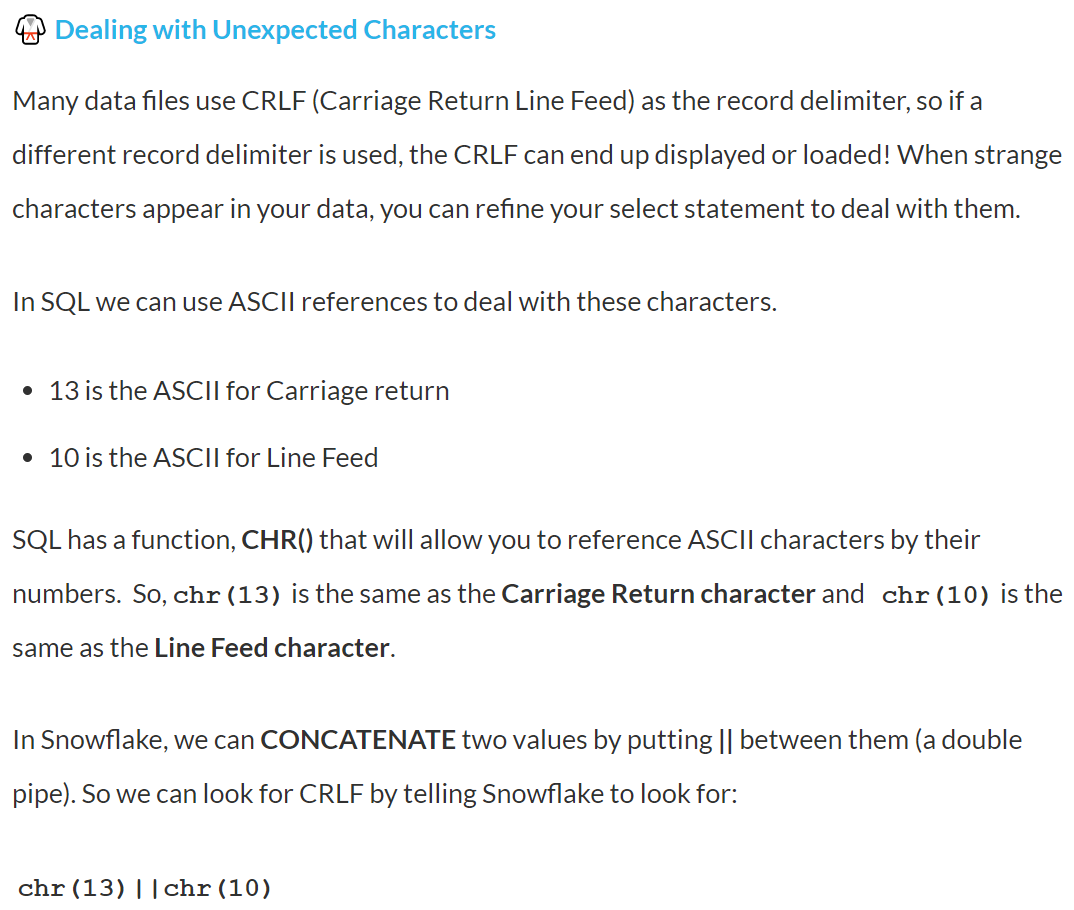 Dealing with Unexpected Characters
Many data files use CRLF (Carriage Return Line Feed) as the record delimiter, so if a
different record delimiter is used, the CRLF can end up displayed or loaded! When strange
characters appear in your data, you can refine your select statement to deal with them.
In SQL we can use ASCII references to deal with these characters.
• 13 is the ASCII for Carriage return
• 10 is the ASCII for Line Feed
SQL has a function, CHR() that will allow you to reference ASCII characters by their
numbers.  So, chr(13) is the same as the Carriage Return character and  chr(10) is the
same as the Line Feed character.
In Snowflake, we can CONCATENATE two values by putting || between them (a double
pipe). So we can look for CRLF by telling Snowflake to look for:
chr(13)||chr(10)